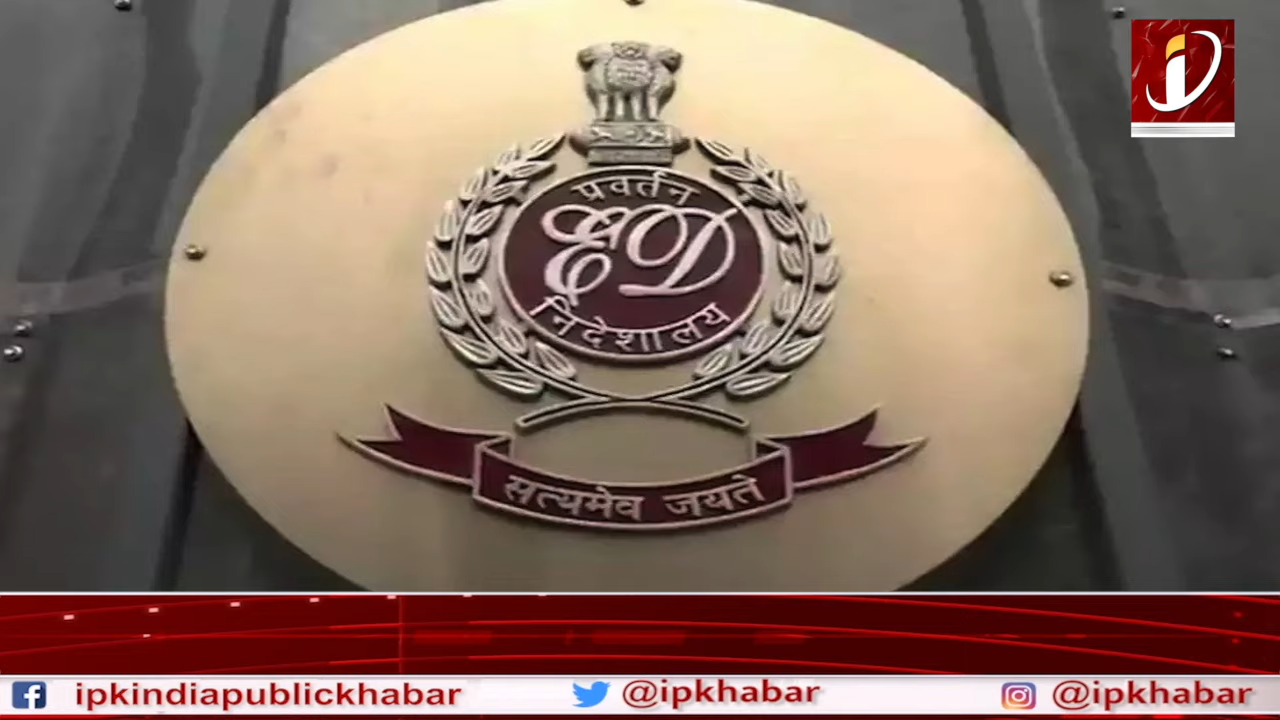 प्रवर्तन
ED
निदेशालय
सत्यमेव जयते
ipkindiapublickhabar
@ipkhabar
@ipkhabar